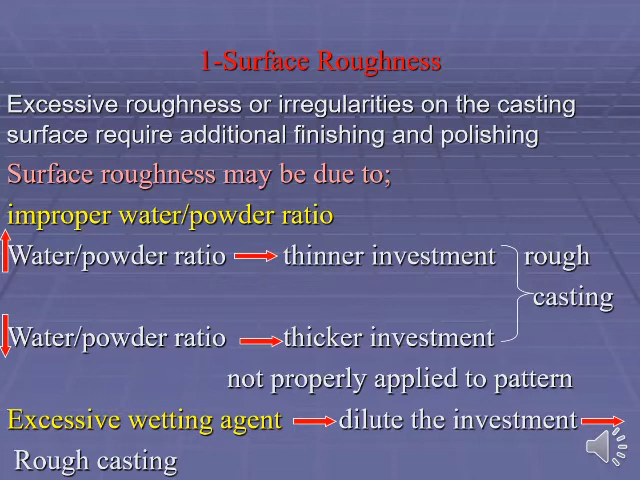 1-Surface Roughness
Excessive roughness or irregularities on the casting
surface require additional finishing and polishing
Surface roughness may be due to;
improper water/powder ratio
Water/powder ratio thinner investment rough
casting
Water/powder ratio thicker investment
not properly applied to pattern
Excessive wetting agent dilute the investment
Rough casting